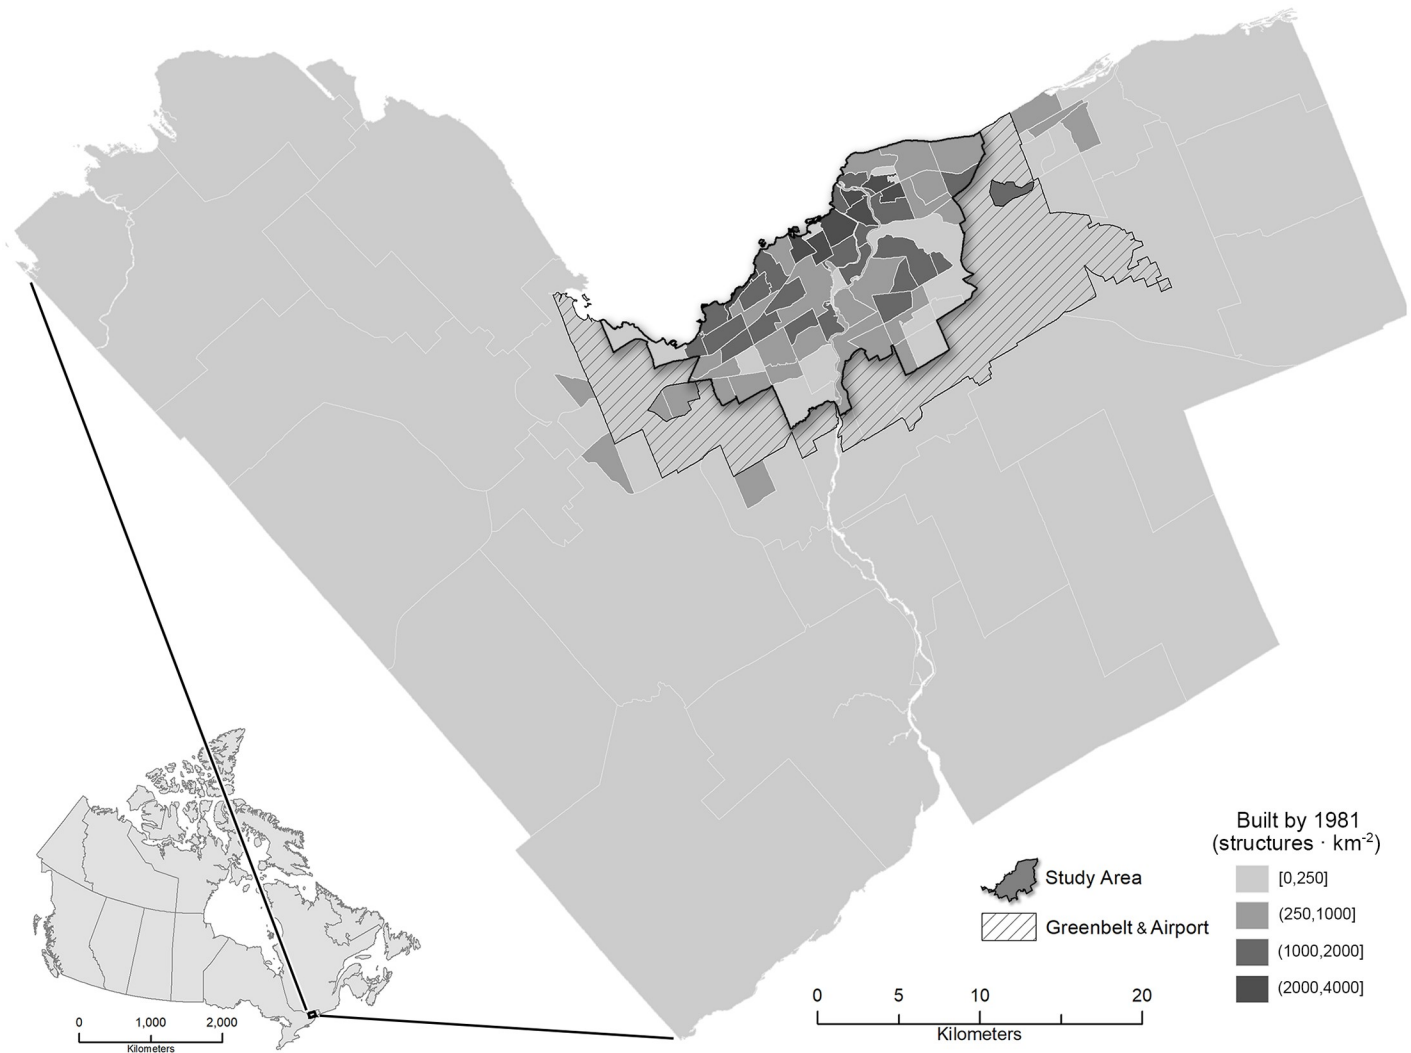 Built by 1981
(structures · km-2)
Study Area
[0,250]
Greenbelt & Airport
(250,1000]
(1000,2000]
(2000,4000]
0 5 10 20
Kilometers
0 1,000 2,000
Kilometers